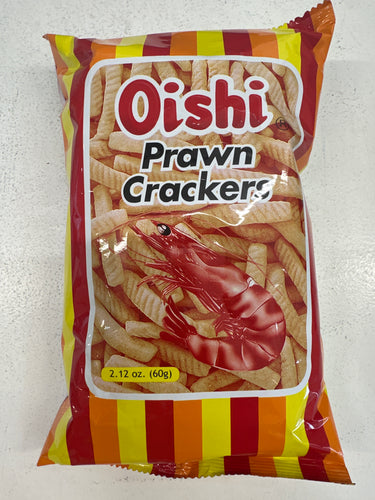 Oishi®
Prawn
Crackers
2.12 oz. (60g)